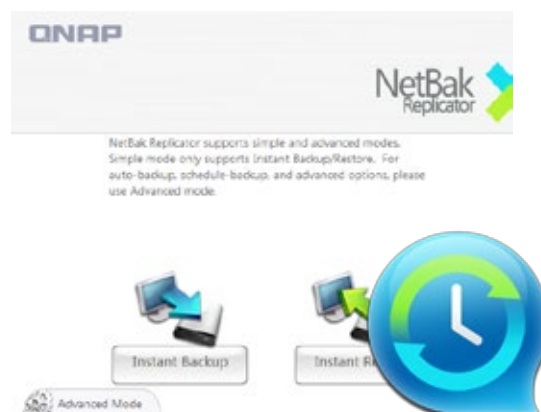 QNAP
NetBak
Replicator
NetBak Replicator supports simple and advanced modes.
Simple mode only supports Instant Backup/Restore. For
auto-backup, schedule-backup, and advanced options, please
use Advanced mode.
Instant Backup
Instant R
Advanced Mode